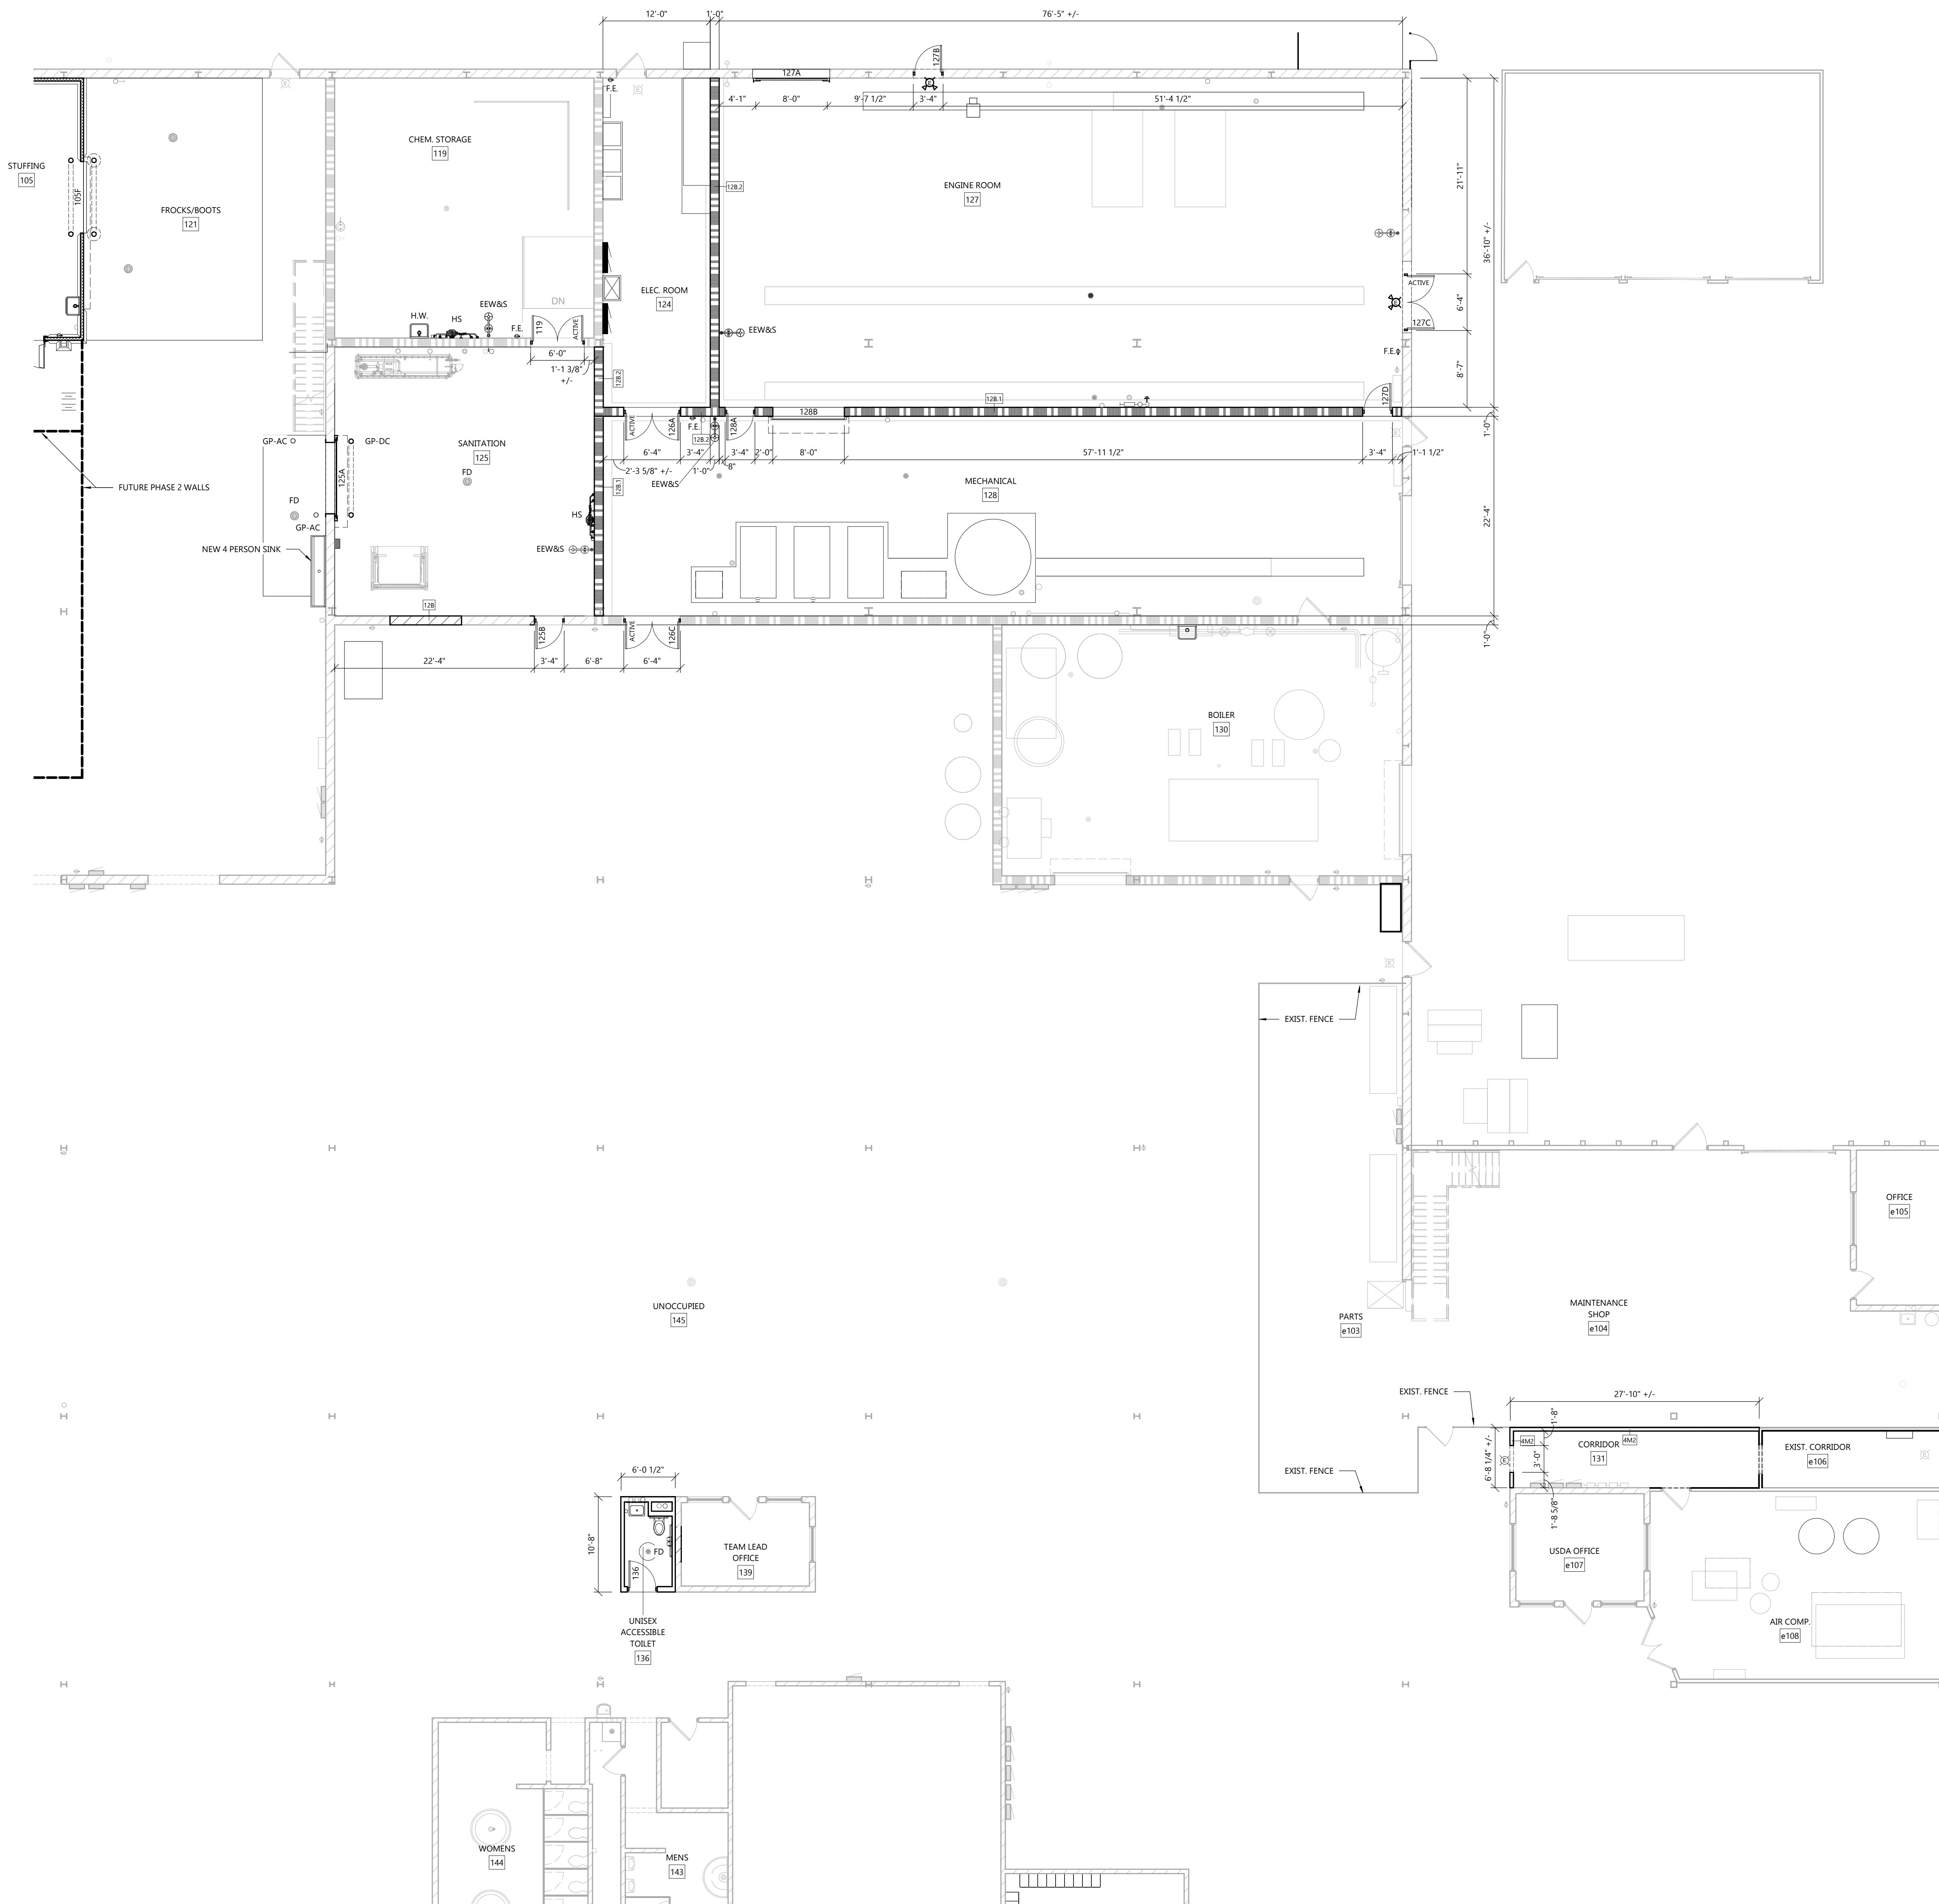 12'-0"
1'-0"
76'-5" +/-
127A
127B
F.E.
4'-1"
8'-0"
9'-7 1/2"
3'-4"
51'-4 1/2"
CHEM. STORAGE
119
STUFFING
105
105F
FROCKS/BOOTS
121
12B.2
ENGINE ROOM
127
21'-11"
36'-10" +/-
ELEC. ROOM
124
DN
EEW&S
H.W.
HS
F.E.
119
ACTIVE
EEW&S
ACTIVE
6'-4"
127C
F.E.
8'-7"
6'-0"
1'-1 3/8"
+/-
12B.2
12B.1
127D
ACTIVE
126A
F.E.
12B.2
128A
128B
1'-0"
GP-AC
GP-DC
SANITATION
125
FD
125A
6'-4"
3'-4"
3'-4"
2'-0"
8'-0"
57'-11 1/2"
3'-4"
1'-1 1/2"
2'-3 5/8" +/-
1'-0"
8"
EEW&S
12B.1
MECHANICAL
128
FUTURE PHASE 2 WALLS
FD
GP-AC
HS
22'-4"
NEW 4 PERSON SINK
EEW&S
12B
125B
ACTIVE
126C
1'-0"
22'-4"
3'-4"
6'-8"
6'-4"
BOILER
130
EXIST. FENCE
OFFICE
e105
UNOCCUPIED
145
PARTS
e103
MAINTENANCE
SHOP
e104
EXIST. FENCE
27'-10" +/-
1'-8"
4M2
4M2
CORRIDOR
131
EXIST. CORRIDOR
e106
6'-8 1/4" +/-
3'-0"
E
EXIST. FENCE
1'-8 5/8"
6'-0 1/2"
10'-8"
FD
136
TEAM LEAD
OFFICE
139
USDA OFFICE
e107
UNISEX
ACCESSIBLE
TOILET
136
AIR COMP.
e108
WOMENS
144
MENS
143